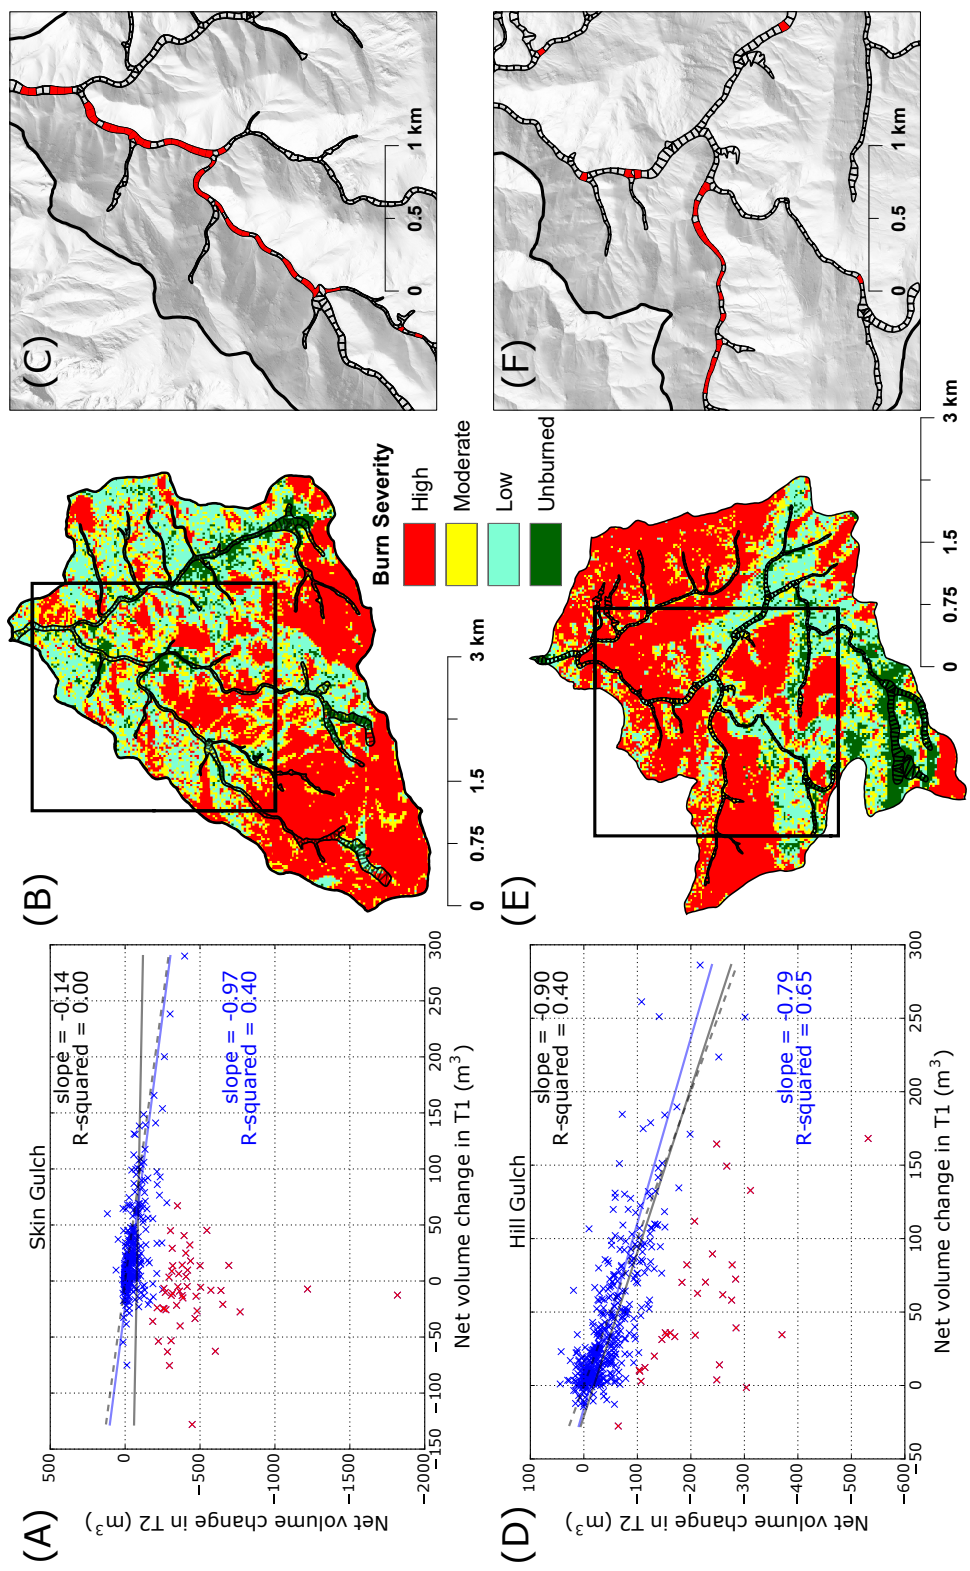 (A)
Skin Gulch
slope = -0.14
R-squared = 0.00
slope = -0.97
R-squared = 0.40
500
0
−500
−1000
−1500
−2000
Net volume change in T2 (m³)
−150
−100
−50
0
50
100
150
200
250
300
Net volume change in T1 (m³)
(B)
0
0.75
1.5
3 km
(C)
0
0.5
1 km
Burn Severity
High
Moderate
Low
Unburned
(D)
Hill Gulch
slope = -0.90
R-squared = 0.40
slope = -0.79
R-squared = 0.65
100
0
−100
−200
−300
−400
−500
−600
Net volume change in T2 (m³)
−50
0
50
100
150
200
250
300
Net volume change in T1 (m³)
(E)
0
0.75
1.5
3 km
(F)
0
0.5
1 km